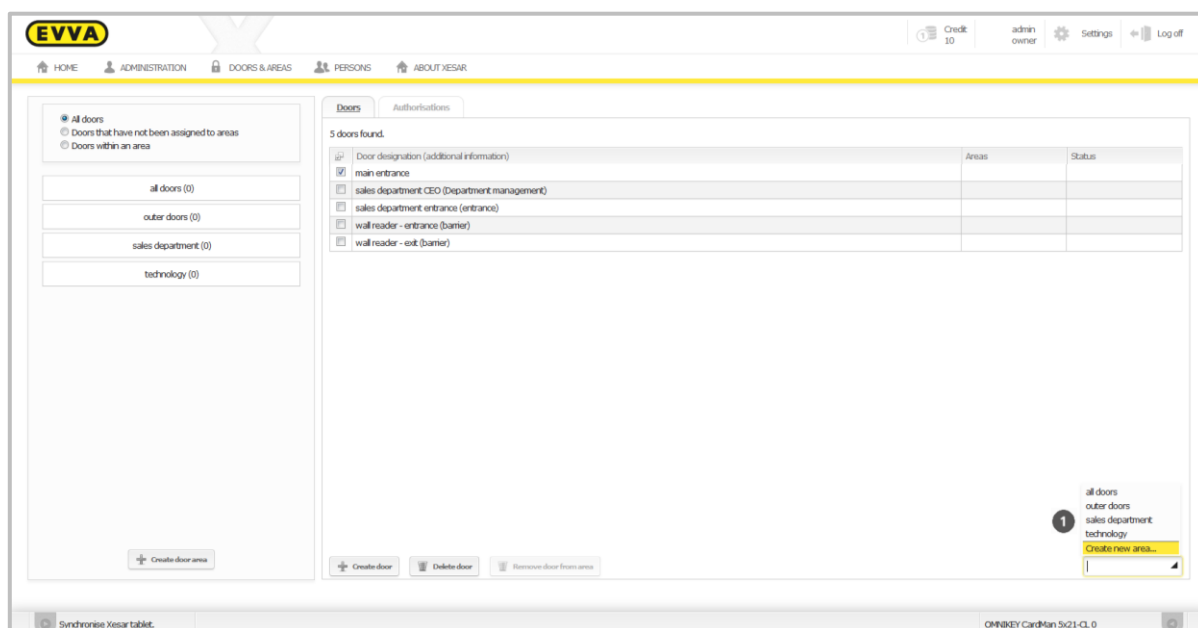 EVVA
1 Credit
10
admin
owner
Settings
Log off
HOME ADMINISTRATION DOORS & AREAS PERSONS ABOUT XESAR
All doors
Doors that have not been assigned to areas
Doors within an area
all doors (0)
outer doors (0)
sales department (0)
technology (0)
Create door area
Doors Authorisations
5 doors found.
Door designation (additional information) Areas Status
main entrance
sales department CEO (Department management)
sales department entrance (entrance)
wall reader - entrance (barrier)
wall reader - exit (barrier)
all doors
outer doors
1 sales department
technology
Create new area...
Create door Delete door Remove door from area
Synchronise Xesar tablet. OMNIKEY CardMan 5x21-CL 0